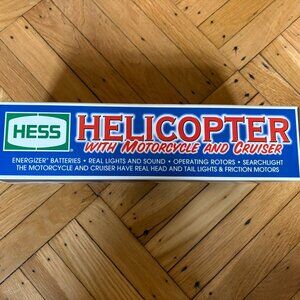 HESS
HELICOPTER
WITH MOTORCYCLE AND CRUISER
ENERGIZER® BATTERIES • REAL LIGHTS AND SOUND • OPERATING ROTORS • SEARCHLIGHT
THE MOTORCYCLE AND CRUISER HAVE REAL HEAD AND TAIL LIGHTS & FRICTION MOTORS